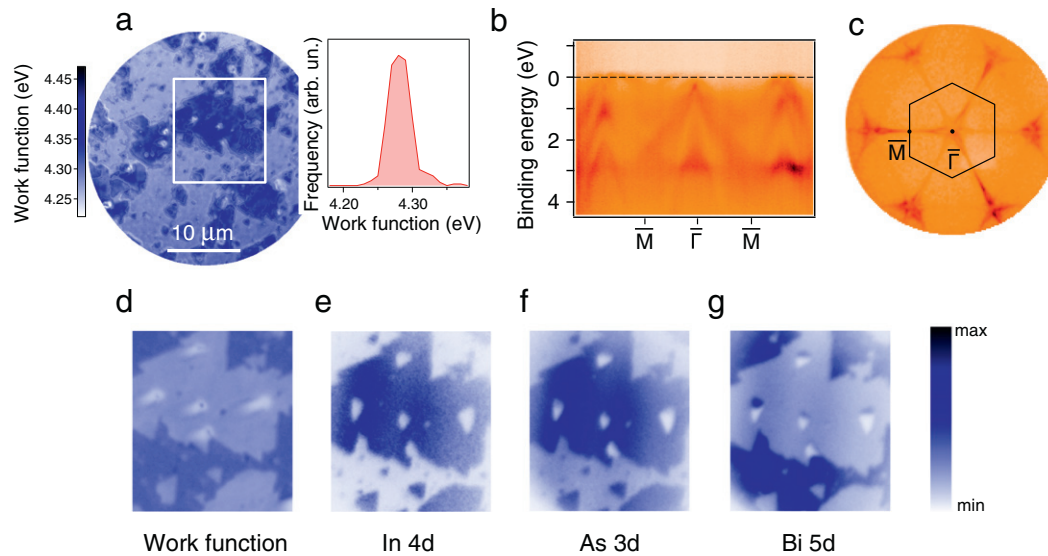 a
Work function (eV)
4.45
4.40
4.35
4.30
4.25
10 μm
Frequency (arb. un.)
4.20
4.30
Work function (eV)
b
Binding energy (eV)
0
2
4
M̅
Γ̅
M̅
c
M̅
Γ̅
d
e
f
g
max
min
Work function
In 4d
As 3d
Bi 5d